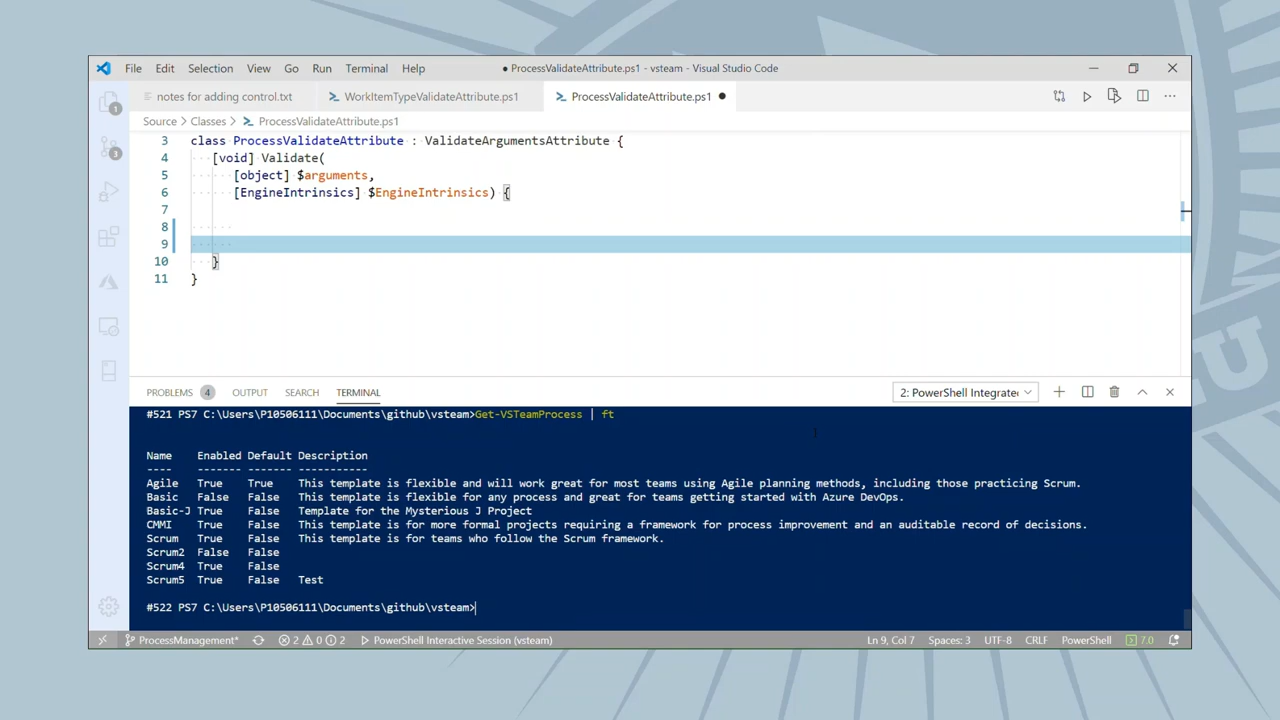 File Edit Selection View Go Run Terminal Help
● ProcessValidateAttribute.ps1 - vsteam - Visual Studio Code
notes for adding control.txt
WorkItemTypeValidateAttribute.ps1
ProcessValidateAttribute.ps1 ●
Source > Classes > ProcessValidateAttribute.ps1
1
3
3 class ProcessValidateAttribute : ValidateArgumentsAttribute {
4 [void] Validate(
5 [object] $arguments,
6 [EngineIntrinsics] $EngineIntrinsics) {
7
8
9
10 }
11 }
PROBLEMS 4 OUTPUT SEARCH TERMINAL
2: PowerShell Integrated
#521 PS7 C:\Users\P10506111\Documents\github\vsteam>Get-VSTeamProcess | ft
Name Enabled Default Description
---- ------- ------- -----------
Agile True True This template is flexible and will work great for most teams using Agile planning methods, including those practicing Scrum.
Basic False False This template is flexible for any process and great for teams getting started with Azure DevOps.
Basic-J True False Template for the Mysterious J Project
CMMI True False This template is for more formal projects requiring a framework for process improvement and an auditable record of decisions.
Scrum True False This template is for teams who follow the Scrum framework.
Scrum2 False False
Scrum4 True False
Scrum5 True False Test
#522 PS7 C:\Users\P10506111\Documents\github\vsteam>
ProcessManagement* 2 0 2 PowerShell Interactive Session (vsteam) Ln 9, Col 7 Spaces: 3 UTF-8 CRLF PowerShell 7.0
U